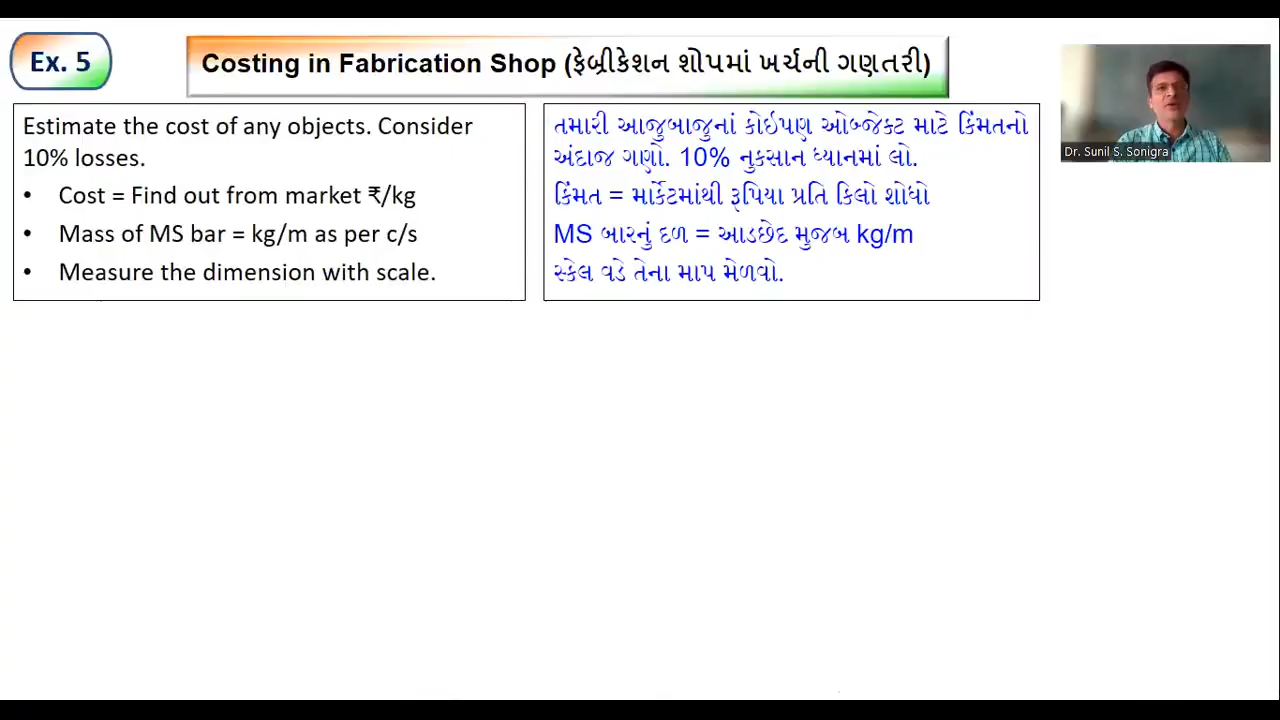 Ex. 5
Costing in Fabrication Shop (ફેબ્રીકેશન શોપમાં ખર્ચની ગણતરી)
Estimate the cost of any objects. Consider
10% losses.
• Cost = Find out from market ₹/kg
• Mass of MS bar = kg/m as per c/s
• Measure the dimension with scale.
તમારી આજુબાજુનાં કોઇપણ ઓબ્જેક્ટ માટે કિંમતનો
અંદાજ ગણો. 10% નુકસાન ધ્યાનમાં લો.
કિંમત = માર્કેટમાંથી રૂપિયા પ્રતિ કિલો શોધો
MS બારનું દળ = આડછેદ મુજબ kg/m
સ્કેલ વડે તેના માપ મેળવો.
Dr. Sunil S. Sonigra